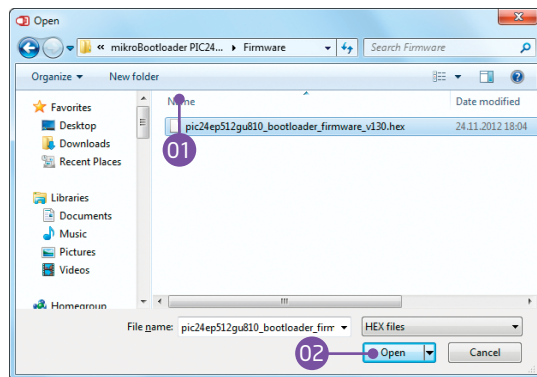 Open
« mikroBootloader PIC24... ▸ Firmware
Search Firmware
Organize
New folder
Favorites
Desktop
Downloads
Recent Places
Libraries
Documents
Music
Pictures
Videos
Homegroup
Name
Date modified
pic24ep512gu810_bootloader_firmware_v130.hex
24.11.2012 18:04
01
File name:
pic24ep512gu810_bootloader_firm
HEX files
02
Open
Cancel